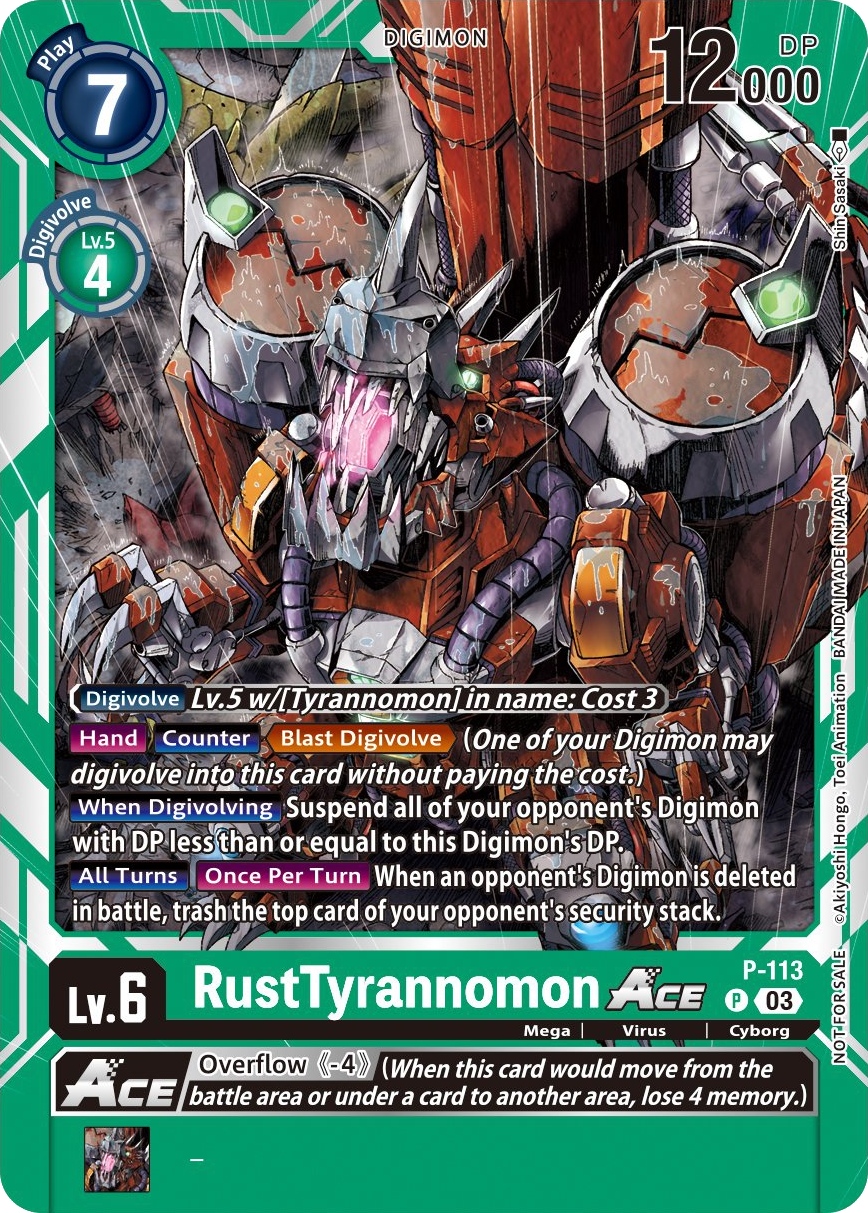 DIGIMON
Play
7
12000
DP
Digivolve
Lv.5
4
Shin Sasaki
Digivolve Lv.5 w/[Tyrannomon] in name: Cost 3
Hand Counter Blast Digivolve (One of your Digimon may
digivolve into this card without paying the cost.)
When Digivolving Suspend all of your opponent's Digimon
with DP less than or equal to this Digimon's DP.
All Turns Once Per Turn When an opponent's Digimon is deleted
in battle, trash the top card of your opponent's security stack.
©Akiyoshi Hongo, Toei Animation BANDAI MADE IN JAPAN
NOT FOR SALE
Lv.6
RustTyrannomon ACE
P-113
P 03
Mega | Virus | Cyborg
ACE
Overflow 《-4》 (When this card would move from the
battle area or under a card to another area, lose 4 memory.)
–